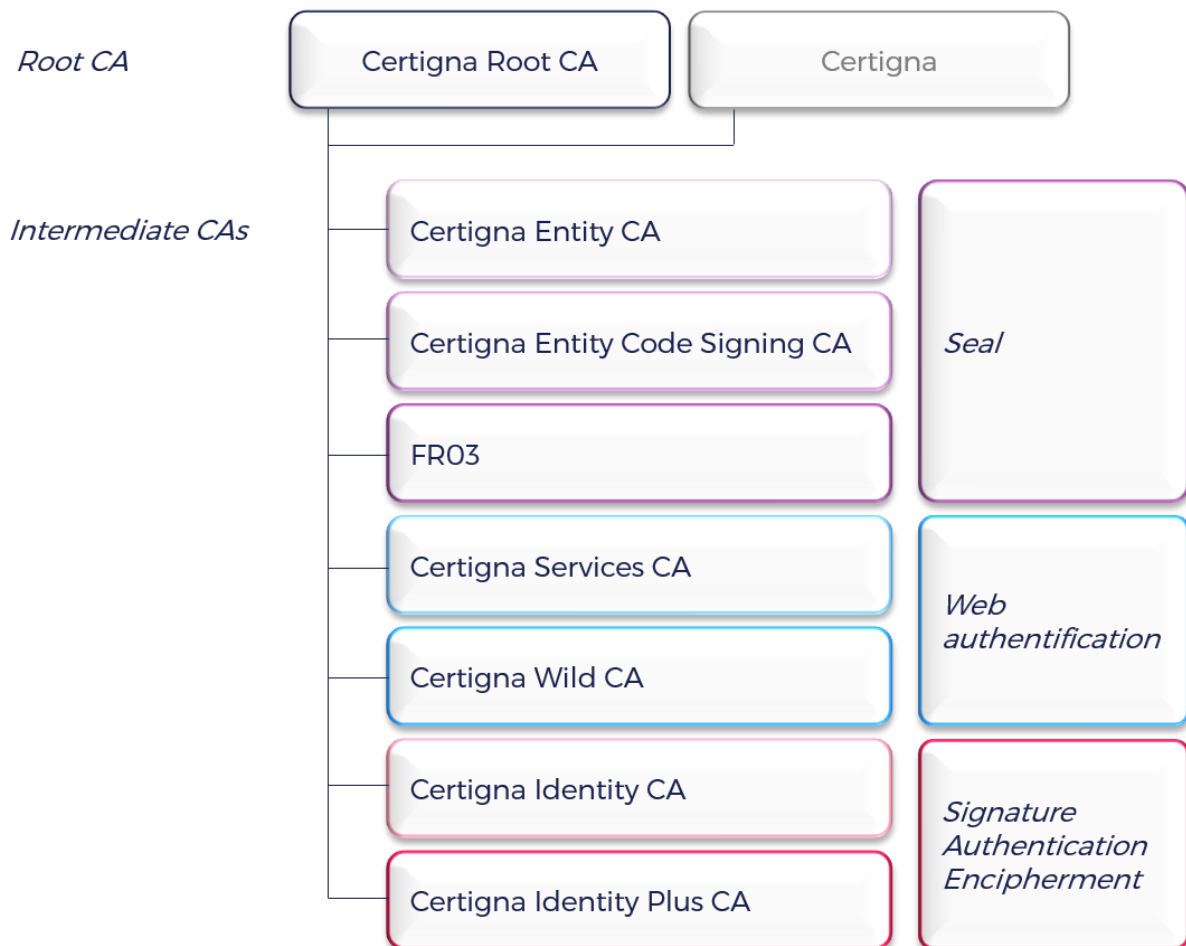 Root CA
Certigna Root CA
Certigna
Intermediate CAs
Certigna Entity CA
Certigna Entity Code Signing CA
FR03
Seal
Certigna Services CA
Certigna Wild CA
Web
authentification
Certigna Identity CA
Certigna Identity Plus CA
Signature
Authentication
Encipherment